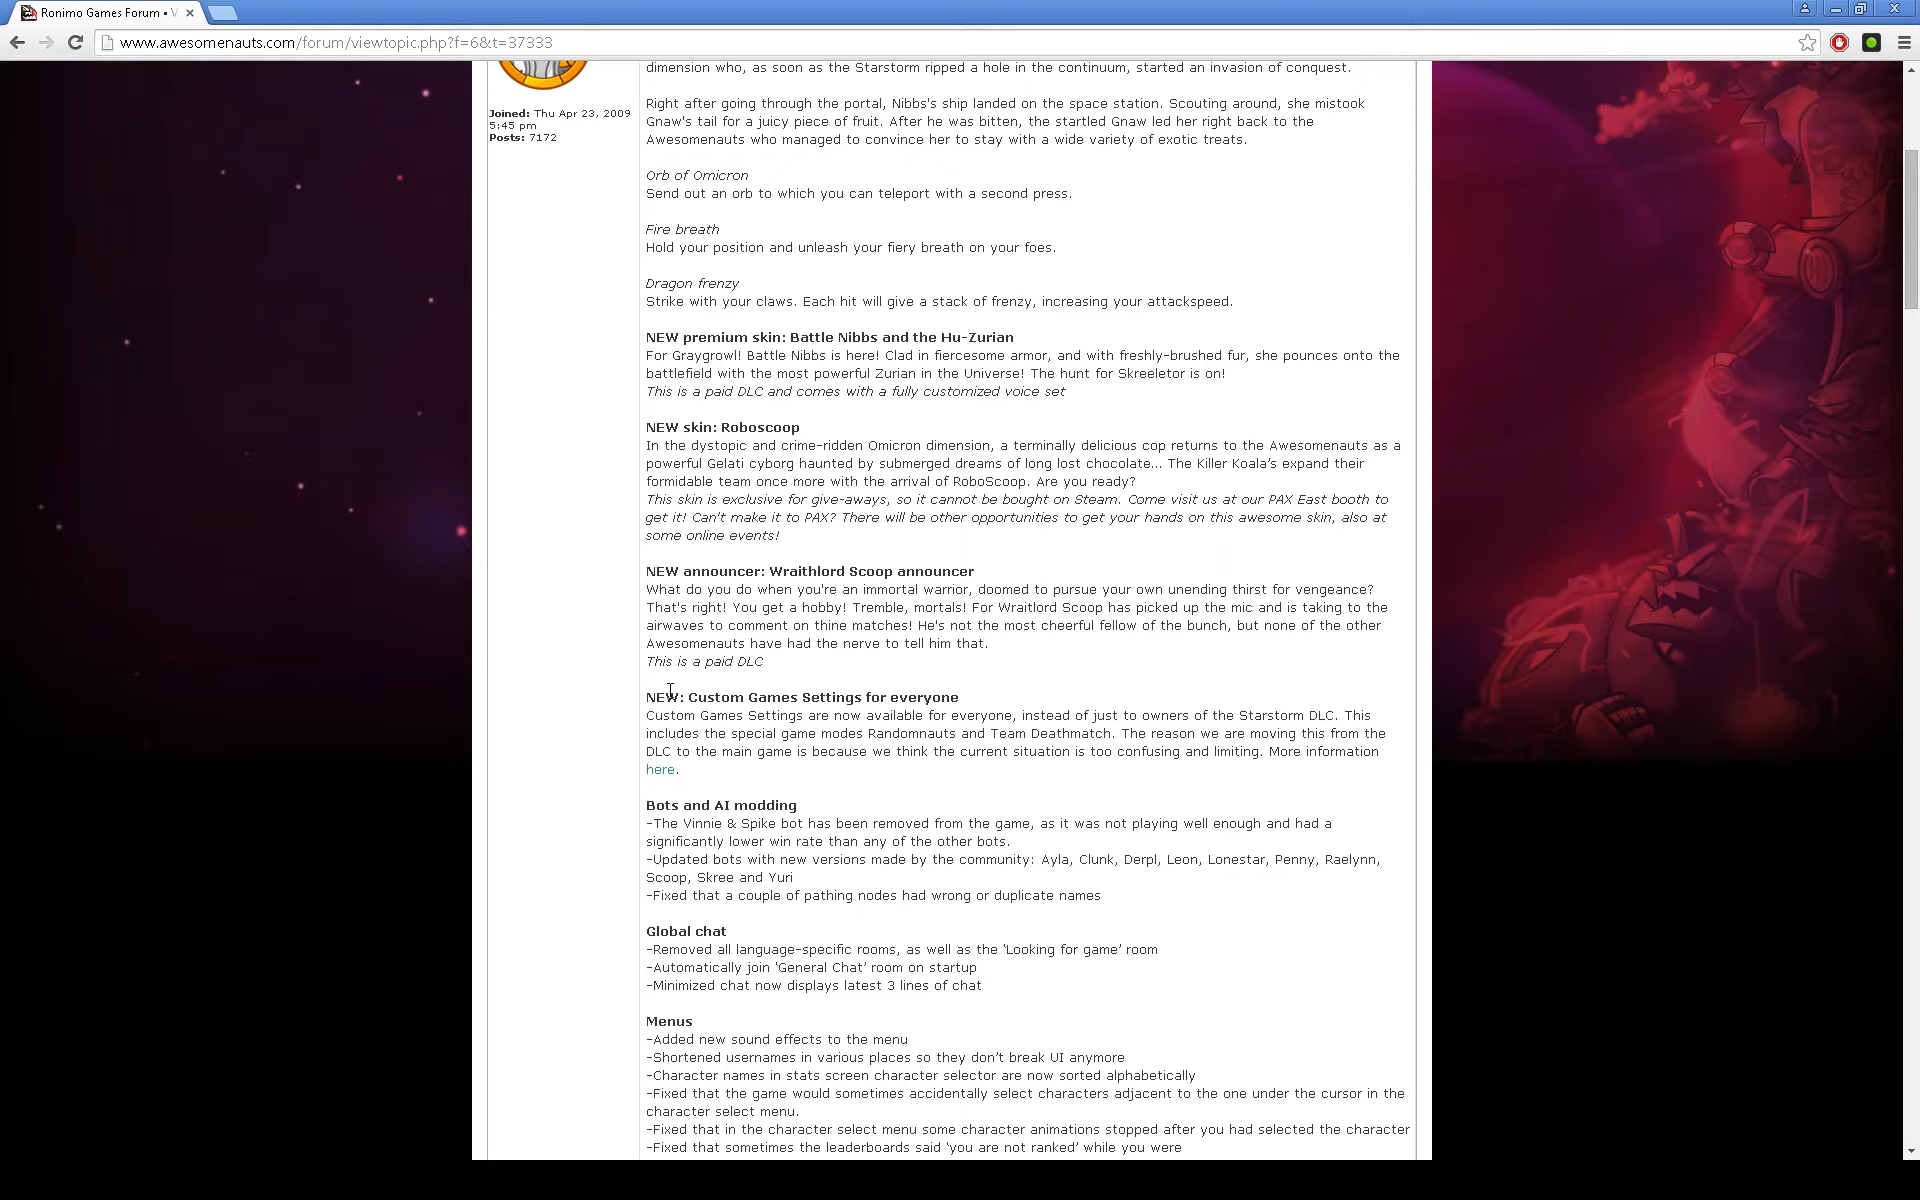 Ronimo Games Forum • V
www.awesomenauts.com/forum/viewtopic.php?f=6&t=37333
dimension who, as soon as the Starstorm ripped a hole in the continuum, started an invasion of conquest.
Joined: Thu Apr 23, 2009
5:45 pm
Posts: 7172
Right after going through the portal, Nibbs's ship landed on the space station. Scouting around, she mistook
Gnaw's tail for a juicy piece of fruit. After he was bitten, the startled Gnaw led her right back to the
Awesomenauts who managed to convince her to stay with a wide variety of exotic treats.
Orb of Omicron
Send out an orb to which you can teleport with a second press.
Fire breath
Hold your position and unleash your fiery breath on your foes.
Dragon frenzy
Strike with your claws. Each hit will give a stack of frenzy, increasing your attackspeed.
NEW premium skin: Battle Nibbs and the Hu-Zurian
For Graygrowl! Battle Nibbs is here! Clad in fiercesome armor, and with freshly-brushed fur, she pounces onto the
battlefield with the most powerful Zurian in the Universe! The hunt for Skreeletor is on!
This is a paid DLC and comes with a fully customized voice set
NEW skin: Roboscoop
In the dystopic and crime-ridden Omicron dimension, a terminally delicious cop returns to the Awesomenauts as a
powerful Gelati cyborg haunted by submerged dreams of long lost chocolate... The Killer Koala's expand their
formidable team once more with the arrival of RoboScoop. Are you ready?
This skin is exclusive for give-aways, so it cannot be bought on Steam. Come visit us at our PAX East booth to
get it! Can't make it to PAX? There will be other opportunities to get your hands on this awesome skin, also at
some online events!
NEW announcer: Wraithlord Scoop announcer
What do you do when you're an immortal warrior, doomed to pursue your own unending thirst for vengeance?
That's right! You get a hobby! Tremble, mortals! For Wraitlord Scoop has picked up the mic and is taking to the
airwaves to comment on thine matches! He's not the most cheerful fellow of the bunch, but none of the other
Awesomenauts have had the nerve to tell him that.
This is a paid DLC
NEW: Custom Games Settings for everyone
Custom Games Settings are now available for everyone, instead of just to owners of the Starstorm DLC. This
includes the special game modes Randomnauts and Team Deathmatch. The reason we are moving this from the
DLC to the main game is because we think the current situation is too confusing and limiting. More information
here.
Bots and AI modding
-The Vinnie & Spike bot has been removed from the game, as it was not playing well enough and had a
significantly lower win rate than any of the other bots.
-Updated bots with new versions made by the community: Ayla, Clunk, Derpl, Leon, Lonestar, Penny, Raelynn,
Scoop, Skree and Yuri
-Fixed that a couple of pathing nodes had wrong or duplicate names
Global chat
-Removed all language-specific rooms, as well as the ‘Looking for game’ room
-Automatically join ‘General Chat’ room on startup
-Minimized chat now displays latest 3 lines of chat
Menus
-Added new sound effects to the menu
-Shortened usernames in various places so they don’t break UI anymore
-Character names in stats screen character selector are now sorted alphabetically
-Fixed that the game would sometimes accidentally select characters adjacent to the one under the cursor in the
character select menu.
-Fixed that in the character select menu some character animations stopped after you had selected the character
-Fixed that sometimes the leaderboards said ‘you are not ranked’ while you were